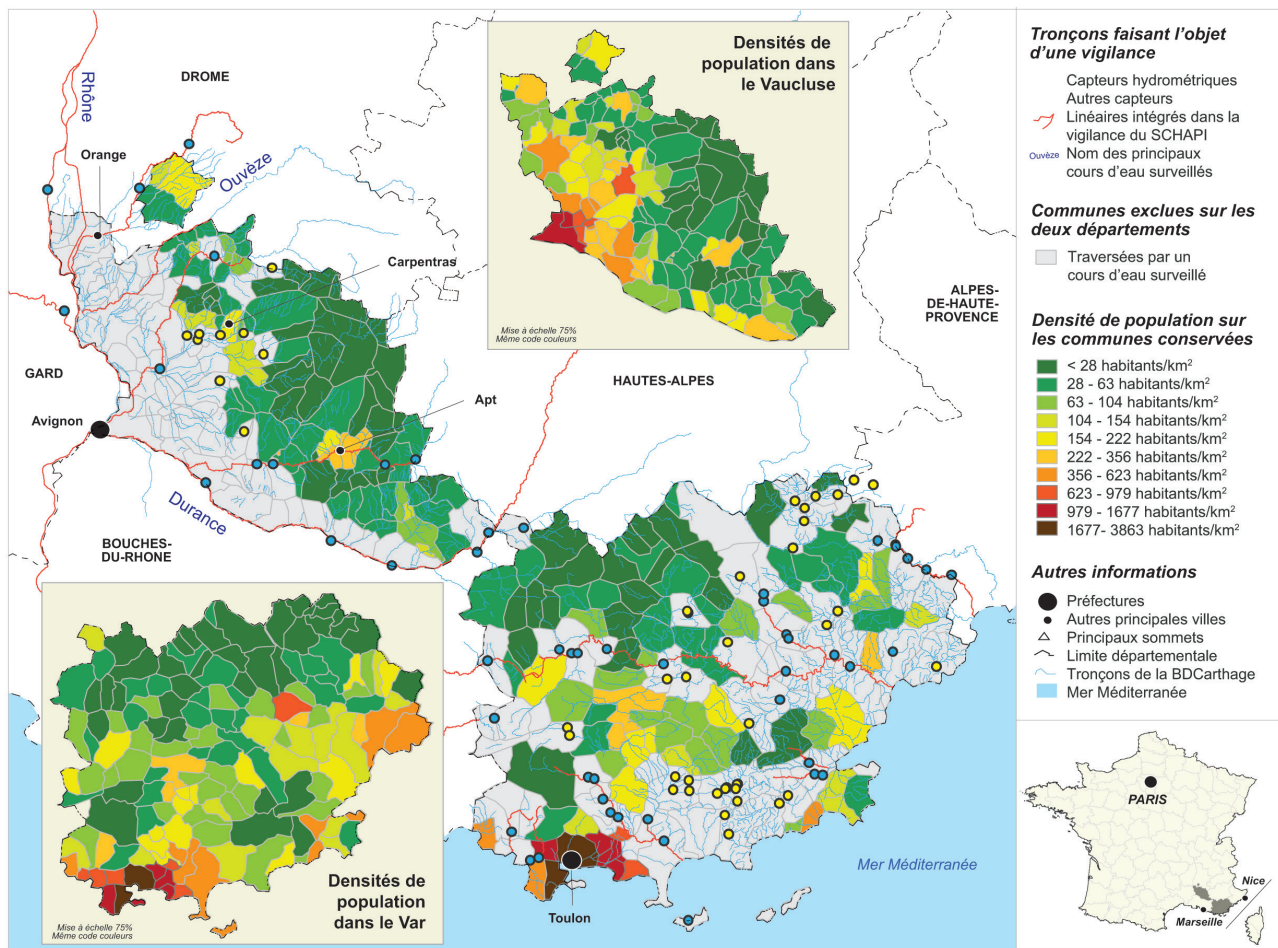 DROME
Rhône
Orange
Ouvèze
Carpentras
GARD
Avignon
Apt
Durance
BOUCHES-
DU-RHONE
HAUTES-ALPES
ALPES-
DE-HAUTE-
PROVENCE
Densités de
population dans
le Vaucluse
Mise à échelle 75%
Même code couleurs
Densités de
population
dans le Var
Mise à échelle 75%
Même code couleurs
Toulon
Mer Méditerranée
Tronçons faisant l'objet
d'une vigilance
Capteurs hydrométriques
Autres capteurs
Linéaires intégrés dans la
vigilance du SCHAPI
Ouvèze Nom des principaux
cours d'eau surveillés
Communes exclues sur les
deux départements
Traversées par un
cours d'eau surveillé
Densité de population sur
les communes conservées
< 28 habitants/km²
28 - 63 habitants/km²
63 - 104 habitants/km²
104 - 154 habitants/km²
154 - 222 habitants/km²
222 - 356 habitants/km²
356 - 623 habitants/km²
623 - 979 habitants/km²
979 - 1677 habitants/km²
1677- 3863 habitants/km²
Autres informations
Préfectures
Autres principales villes
Principaux sommets
Limite départementale
Tronçons de la BDCarthage
Mer Méditerranée
PARIS
Nice
Marseille